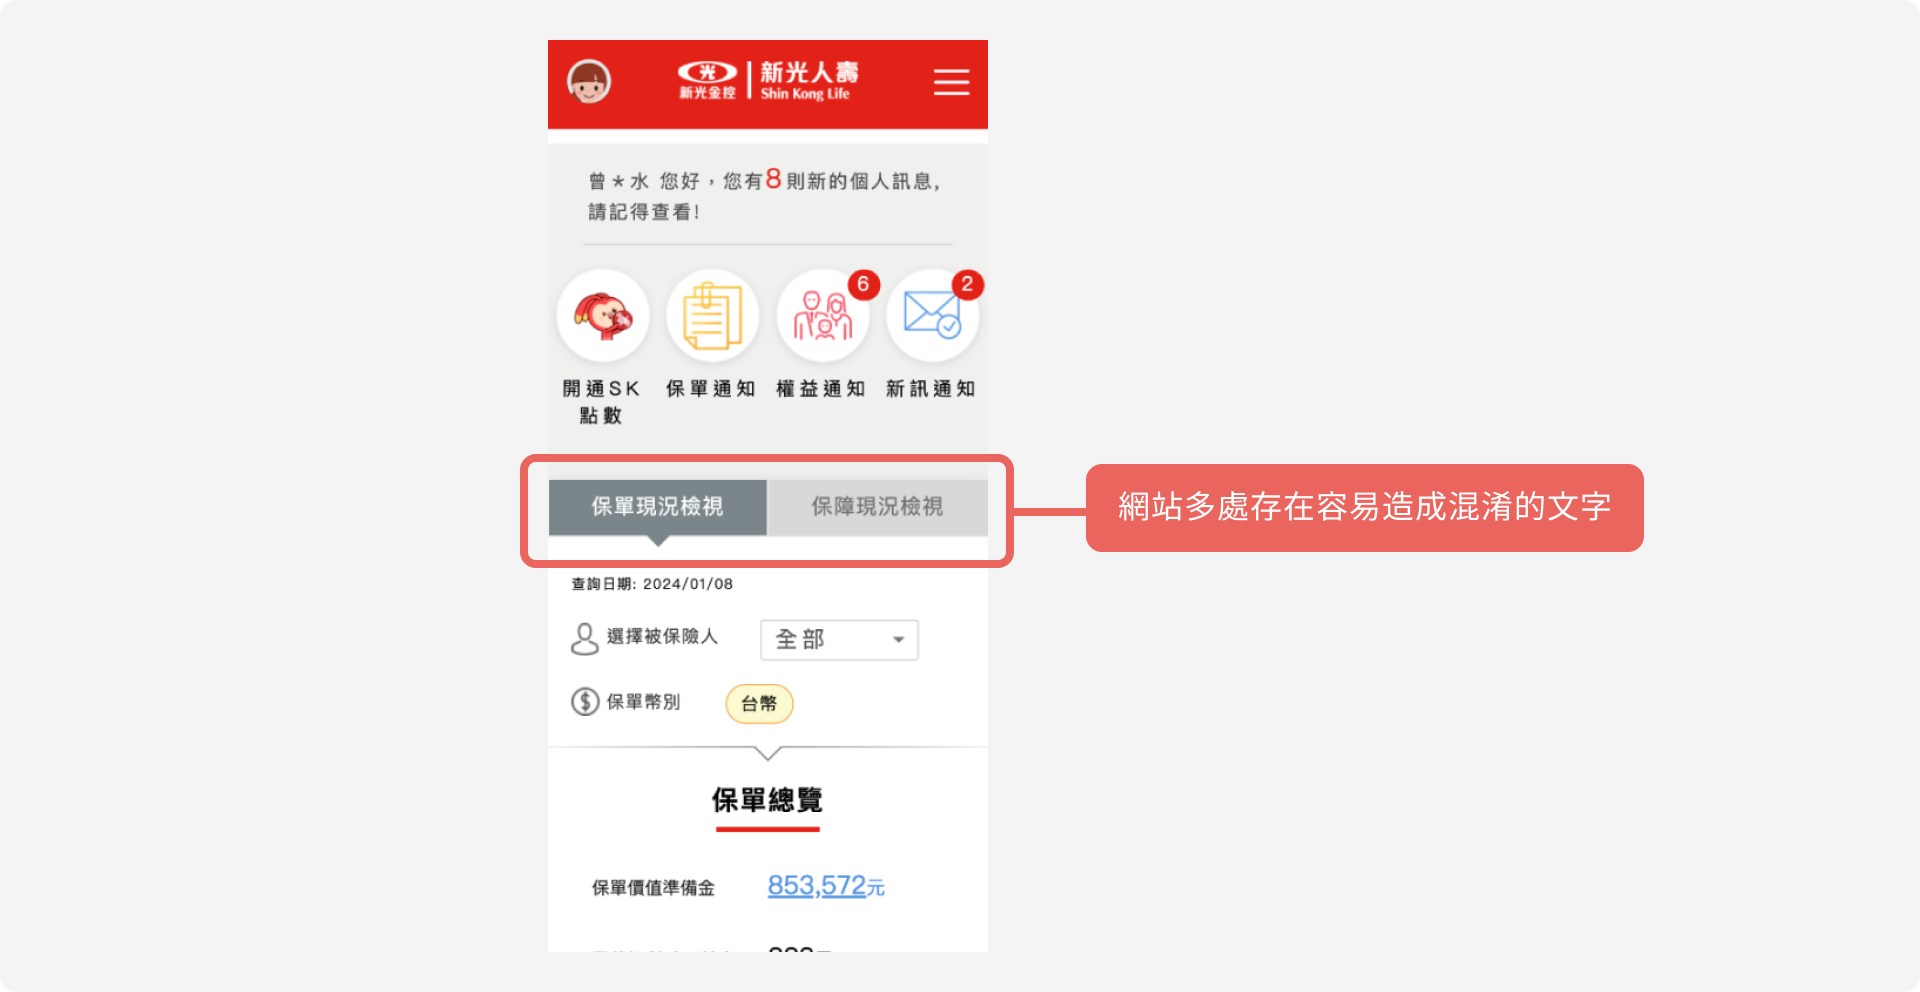 光
新光金控
新光人壽
Shin Kong Life
曾*水 您好，您有8則新的個人訊息,
請記得查看!
6
2
開通SK
點數
保單通知
權益通知
新訊通知
保單現況檢視
保障現況檢視
網站多處存在容易造成混淆的文字
查詢日期: 2024/01/08
選擇被保險人
全部
$
保單幣別
台幣
保單總覽
保單價值準備金
853,572元